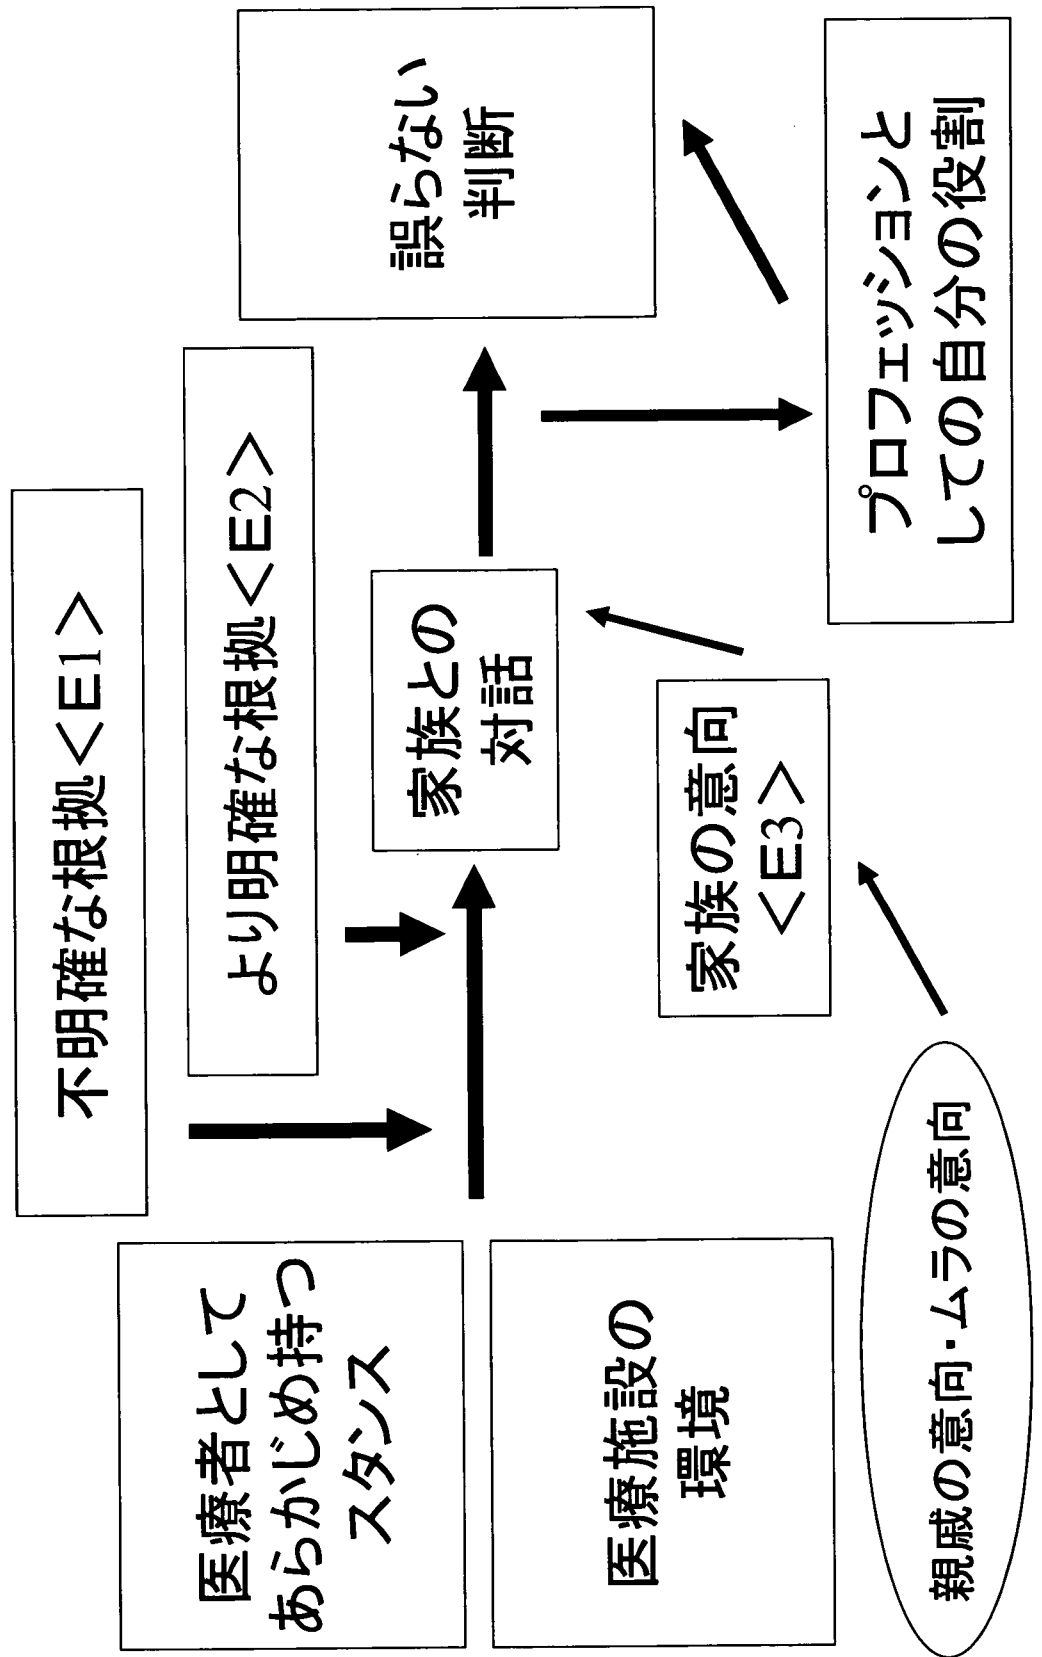 不明確な根拠＜E1＞
より明確な根拠＜E2＞
医療者として
あらかじめ持つ
スタンス
医療施設の
環境
家族との
対話
誤らない
判断
家族の意向
＜E3＞
親戚の意向・ムラの意向
プロフェッションと
しての自分の役割